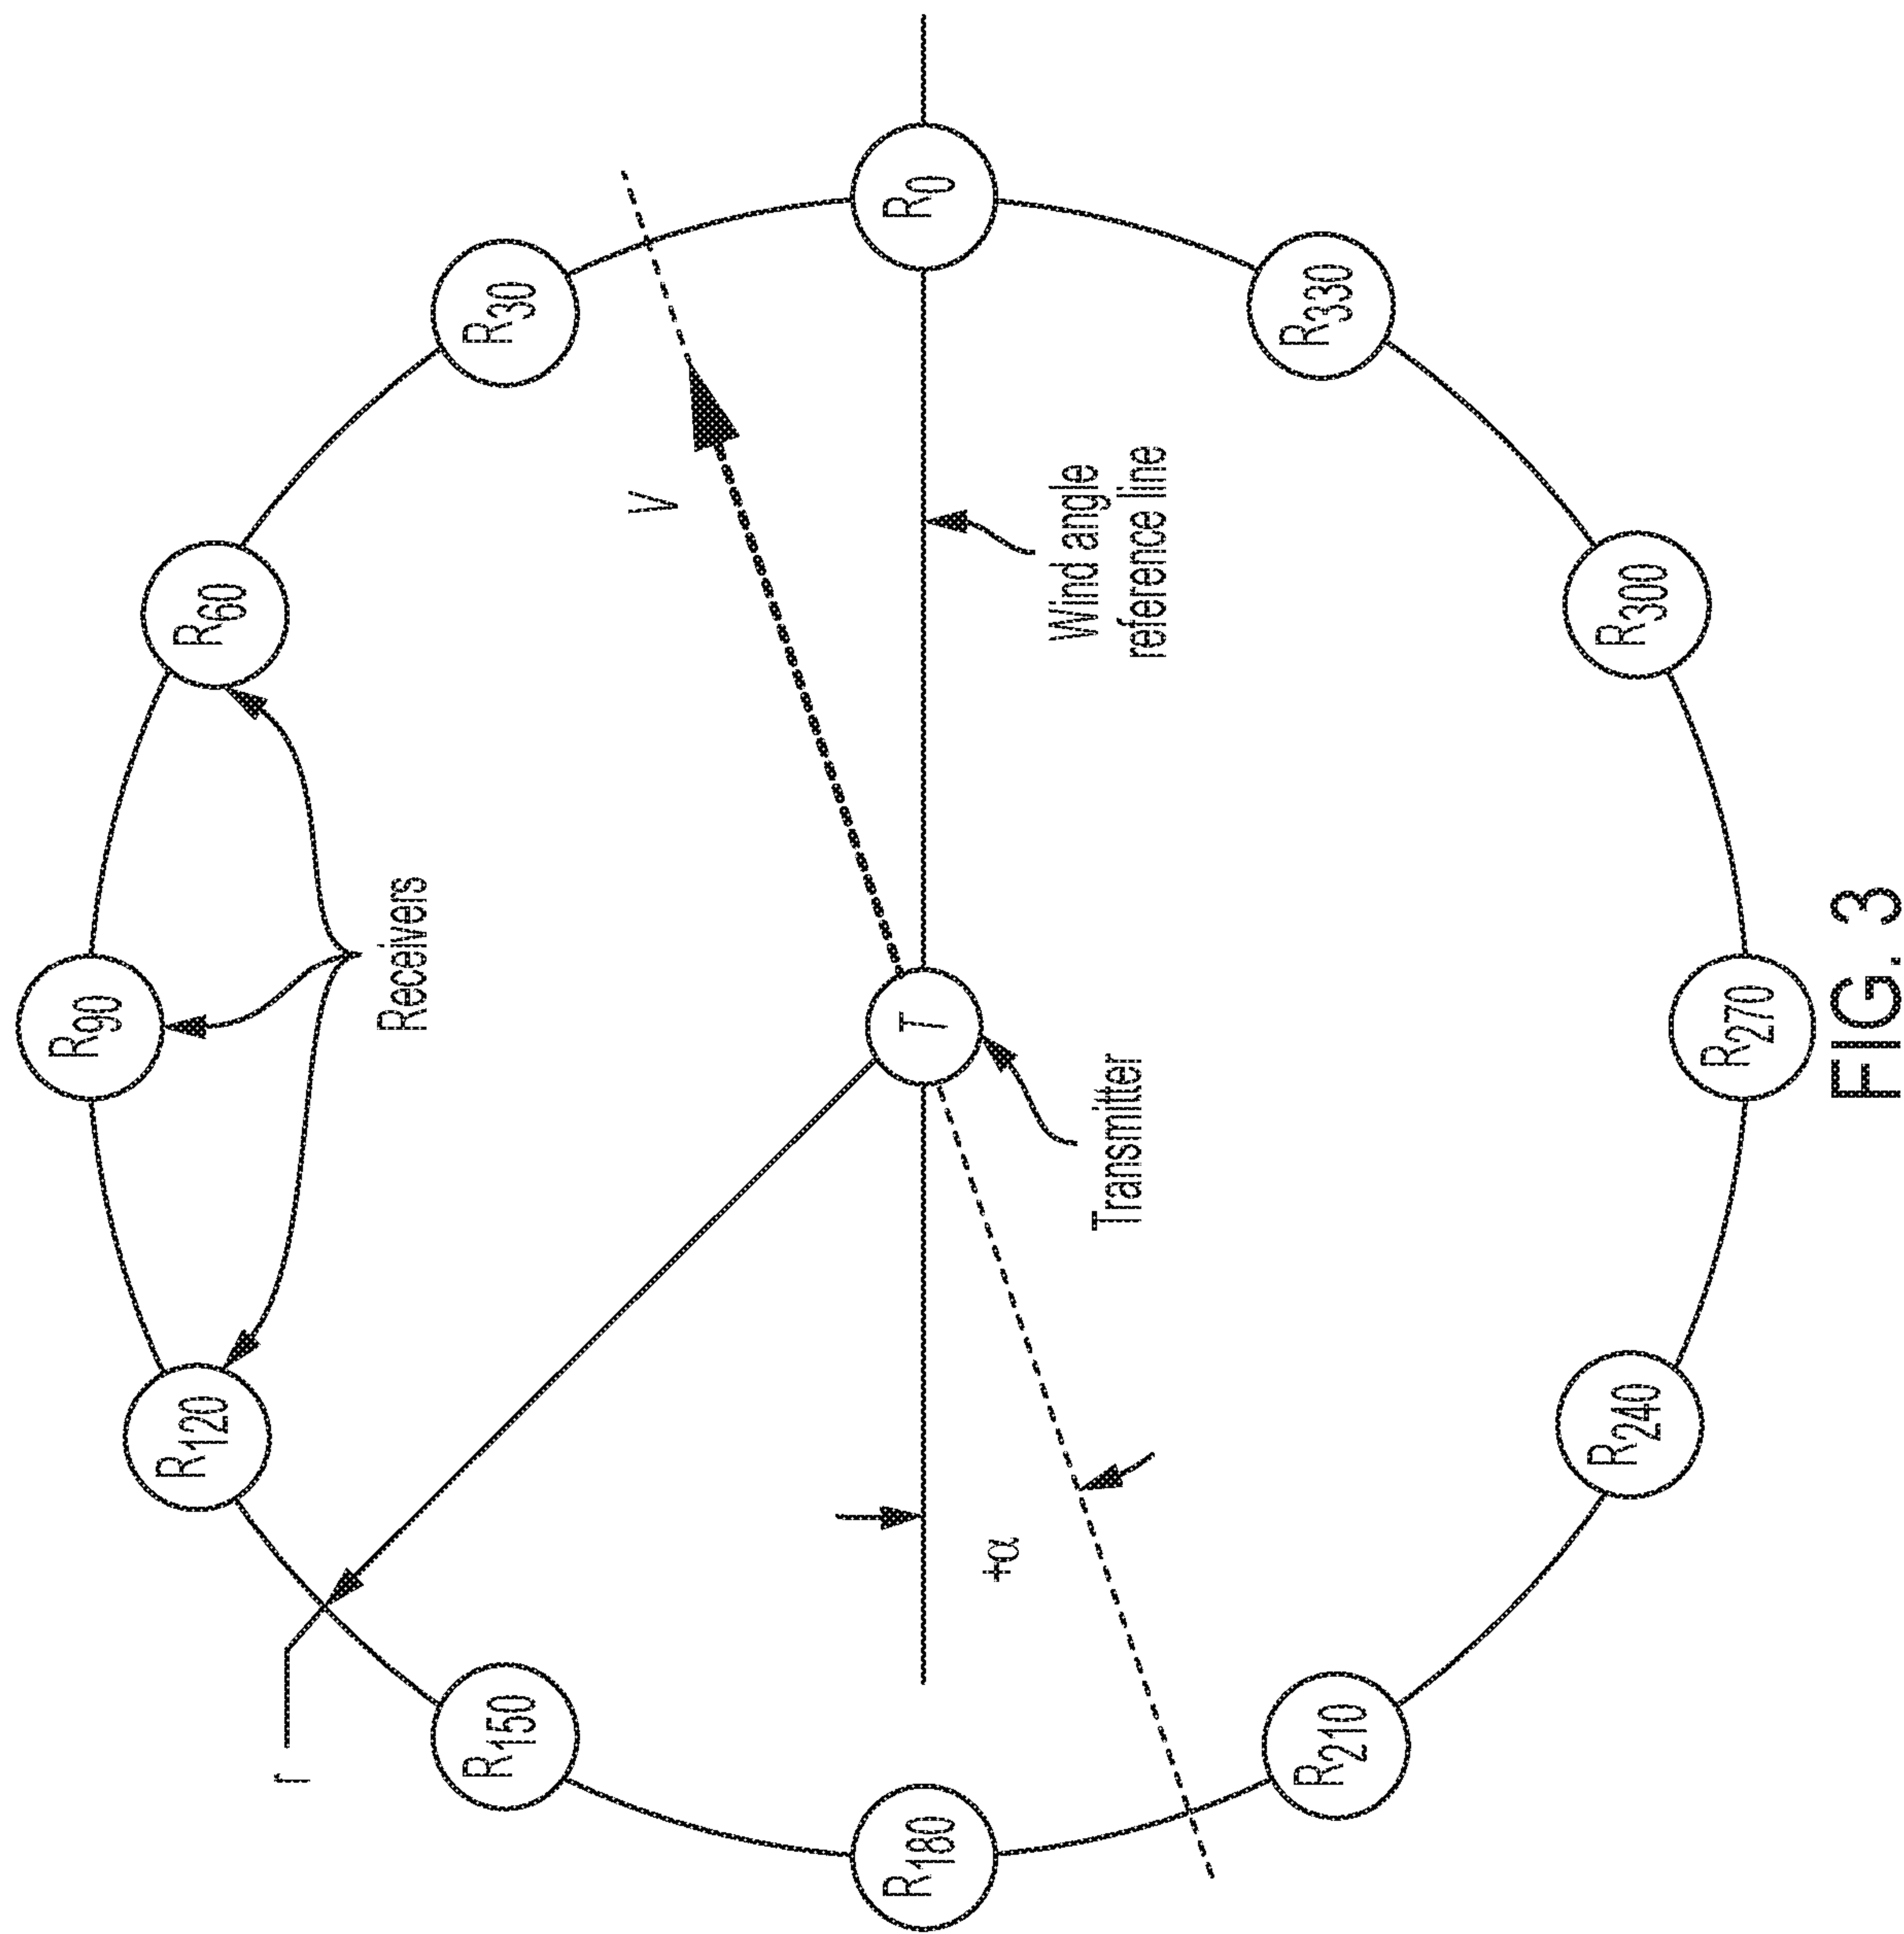 R0
R30
R330
V
Wind angle
reference line
R60
R300
Receivers
R90
T
R270
Transmitter
R120
+α
R240
r
R150
R210
R180
FIG. 3